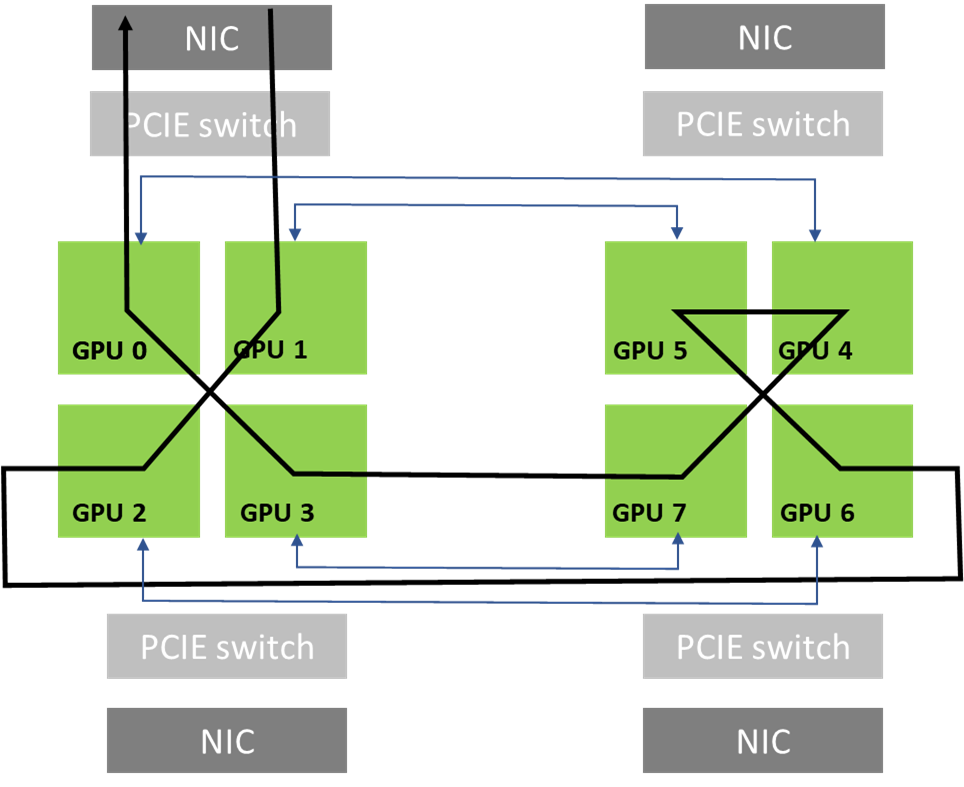 NIC
NIC
PCIE switch
PCIE switch
GPU 0
GPU 1
GPU 5
GPU 4
GPU 2
GPU 3
GPU 7
GPU 6
PCIE switch
PCIE switch
NIC
NIC